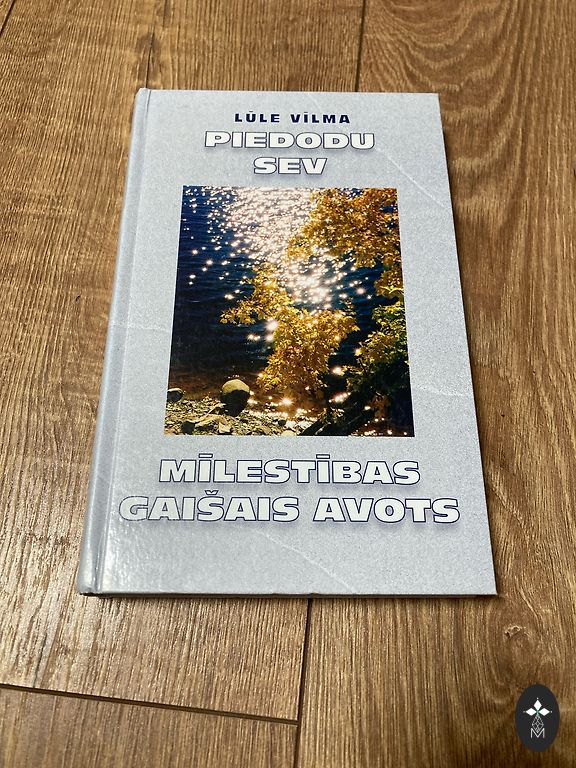 LŪLE VĪLMA
PIEDODU
SEV
MĪLESTĪBAS
GAIŠAIS AVOTS
M